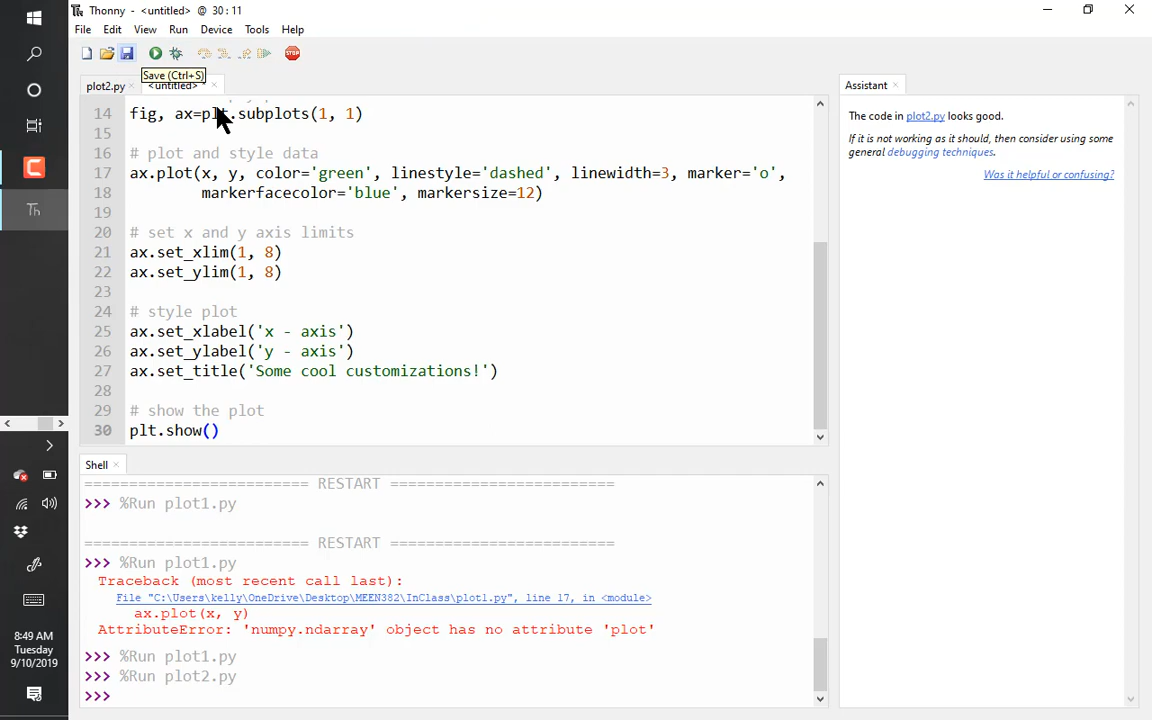 Thonny - <untitled> @ 30 : 11
File Edit View Run Device Tools Help
Save (Ctrl+S)
plot2.py × <untitled> ×
14 fig, ax=plt.subplots(1, 1)
15
16 # plot and style data
17 ax.plot(x, y, color='green', linestyle='dashed', linewidth=3, marker='o',
18 markerfacecolor='blue', markersize=12)
19
20 # set x and y axis limits
21 ax.set_xlim(1, 8)
22 ax.set_ylim(1, 8)
23
24 # style plot
25 ax.set_xlabel('x - axis')
26 ax.set_ylabel('y - axis')
27 ax.set_title('Some cool customizations!')
28
29 # show the plot
30 plt.show()
Shell ×
========================= RESTART =========================
>>> %Run plot1.py
========================= RESTART =========================
>>> %Run plot1.py
Traceback (most recent call last):
File "C:\Users\kelly\OneDrive\Desktop\MEEN382\InClass\plot1.py", line 17, in <module>
ax.plot(x, y)
AttributeError: 'numpy.ndarray' object has no attribute 'plot'
>>> %Run plot1.py
>>> %Run plot2.py
>>>
Assistant ×
The code in plot2.py looks good.
If it is not working as it should, then consider using some
general debugging techniques.
Was it helpful or confusing?
Th
8:49 AM
Tuesday
9/10/2019
STOP